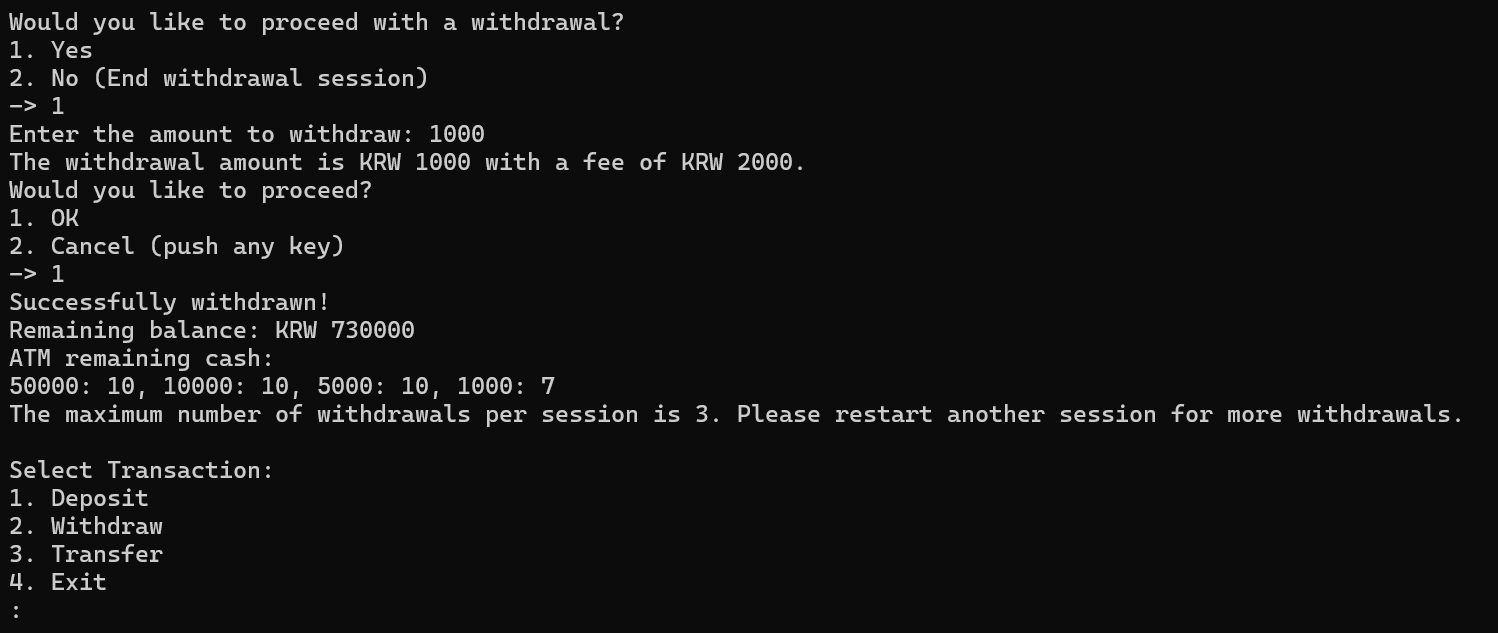 Would you like to proceed with a withdrawal?
1. Yes
2. No (End withdrawal session)
-> 1
Enter the amount to withdraw: 1000
The withdrawal amount is KRW 1000 with a fee of KRW 2000.
Would you like to proceed?
1. OK
2. Cancel (push any key)
-> 1
Successfully withdrawn!
Remaining balance: KRW 730000
ATM remaining cash:
50000: 10, 10000: 10, 5000: 10, 1000: 7
The maximum number of withdrawals per session is 3. Please restart another session for more withdrawals.
Select Transaction:
1. Deposit
2. Withdraw
3. Transfer
4. Exit
: